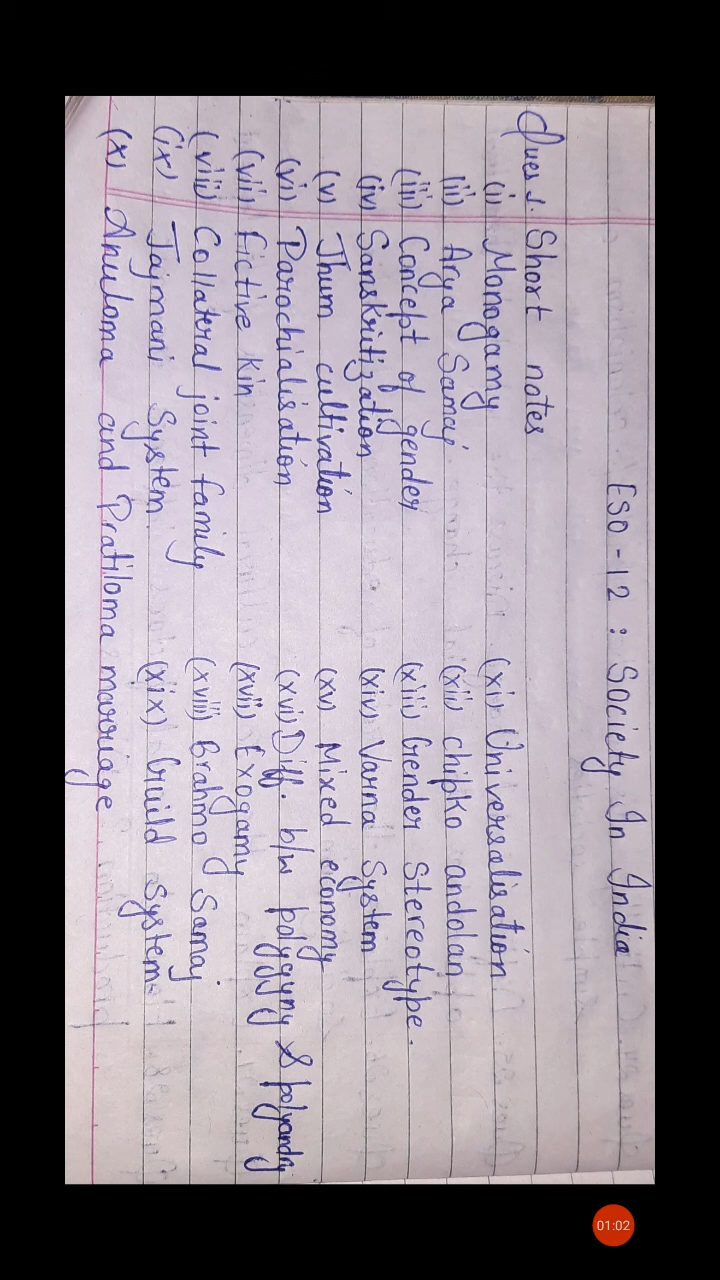 ESO-12 : Society In India
Ques 1. Short notes
(i) Monogamy (xi) Universalisation
(ii) Arya Samaj (xii) chipko andolan
(iii) Concept of gender (xiii) Gender Stereotype.
(iv) Sanskritization (xiv) Varna System
(v) Jhum cultivation (xv) Mixed economy
(vi) Parochialisation (xvi) Diff. b/w polygyny & polyandry
(vii) fictive kin (xvii) Exogamy
(viii) Collateral joint family (xviii) Brahmo Samaj
(ix) Jajmani System. (xix) Guild System
(x) Anuloma and Pratiloma marriage
01:02